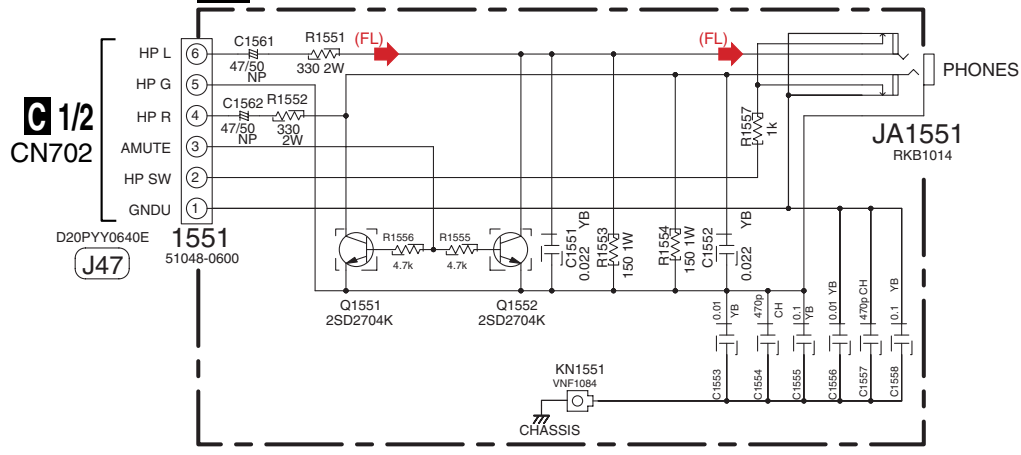 C 1/2
CN702
HP L
HP G
HP R
AMUTE
HP SW
GNDU
6
5
4
3
2
1
D20PYY0640E
J47
1551
51048-0600
C1561
47/50
NP
R1551
330 2W
(FL)
(FL)
C1562
47/50
NP
R1552
330
2W
R1557
1k
PHONES
JA1551
RKB1014
R1556
4.7k
R1555
4.7k
Q1551
2SD2704K
Q1552
2SD2704K
C1551
0.022
YB
R1553
150 1W
R1554
150 1W
C1552
0.022
YB
0.01
YB
C1553
470p
CH
C1554
0.1
YB
C1555
0.01 YB
C1556
470p CH
C1557
0.1 YB
C1558
KN1551
VNF1084
CHASSIS